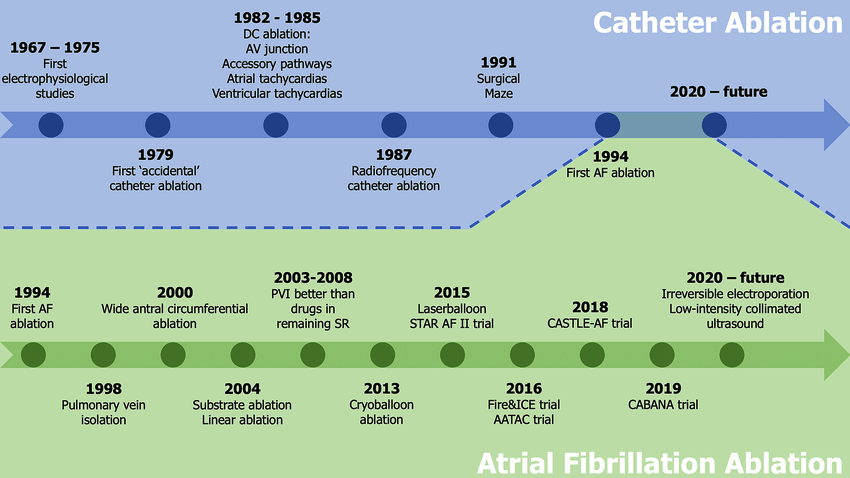 Catheter Ablation
1967 – 1975
First
electrophysiological
studies
1979
First ‘accidental’
catheter ablation
1982 - 1985
DC ablation:
AV junction
Accessory pathways
Atrial tachycardias
Ventricular tachycardias
1987
Radiofrequency
catheter ablation
1991
Surgical
Maze
1994
First AF ablation
2020 – future
1994
First AF
ablation
1998
Pulmonary vein
isolation
2000
Wide antral circumferential
ablation
2004
Substrate ablation
Linear ablation
2003-2008
PVI better than
drugs in
remaining SR
2013
Cryoballoon
ablation
2015
Laserballoon
STAR AF II trial
2016
Fire&ICE trial
AATAC trial
2018
CASTLE-AF trial
2019
CABANA trial
2020 – future
Irreversible electroporation
Low-intensity collimated
ultrasound
Atrial Fibrillation Ablation